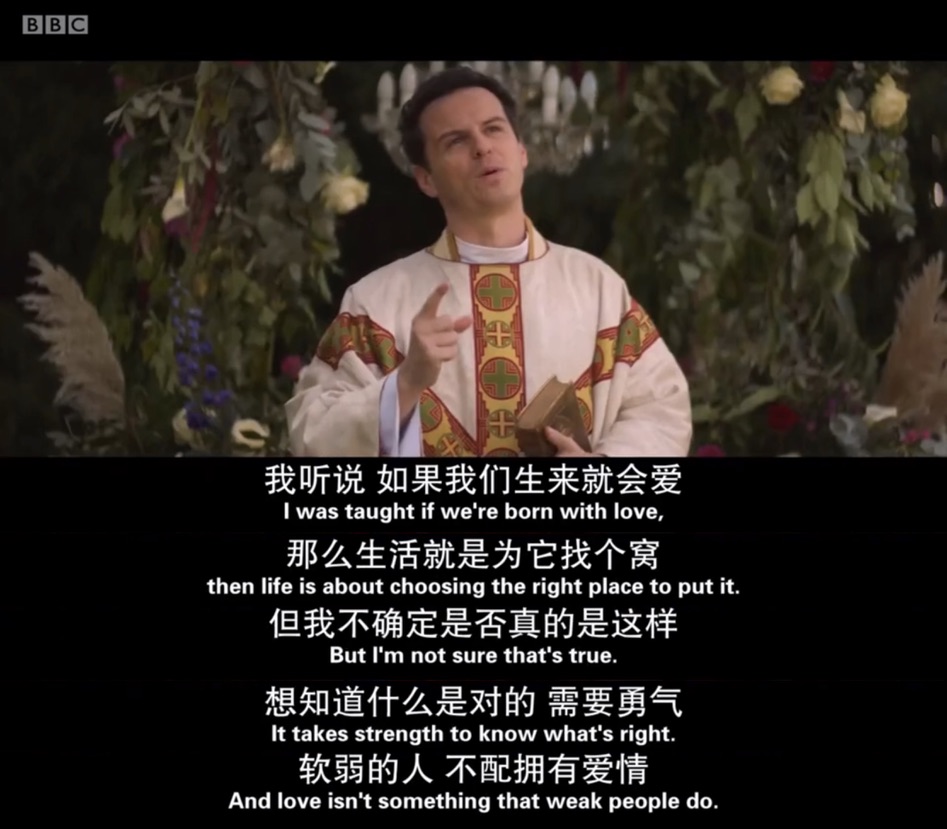 BBC
我听说 如果我们生来就会爱
I was taught if we're born with love,
那么生活就是为它找个窝
then life is about choosing the right place to put it.
但我不确定是否真的是这样
But I'm not sure that's true.
想知道什么是对的 需要勇气
It takes strength to know what's right.
软弱的人 不配拥有爱情
And love isn't something that weak people do.